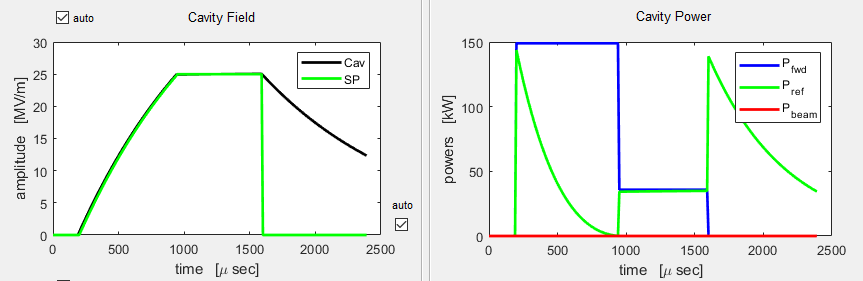 auto
Cavity Field
30
25
20
15
10
5
0
amplitude [MV/m]
0 500 1000 1500 2000 2500
time [μ sec]
Cav
SP
auto
Cavity Power
150
100
50
0
powers [kW]
0 500 1000 1500 2000 2500
time [μ sec]
P_fwd
P_ref
P_beam